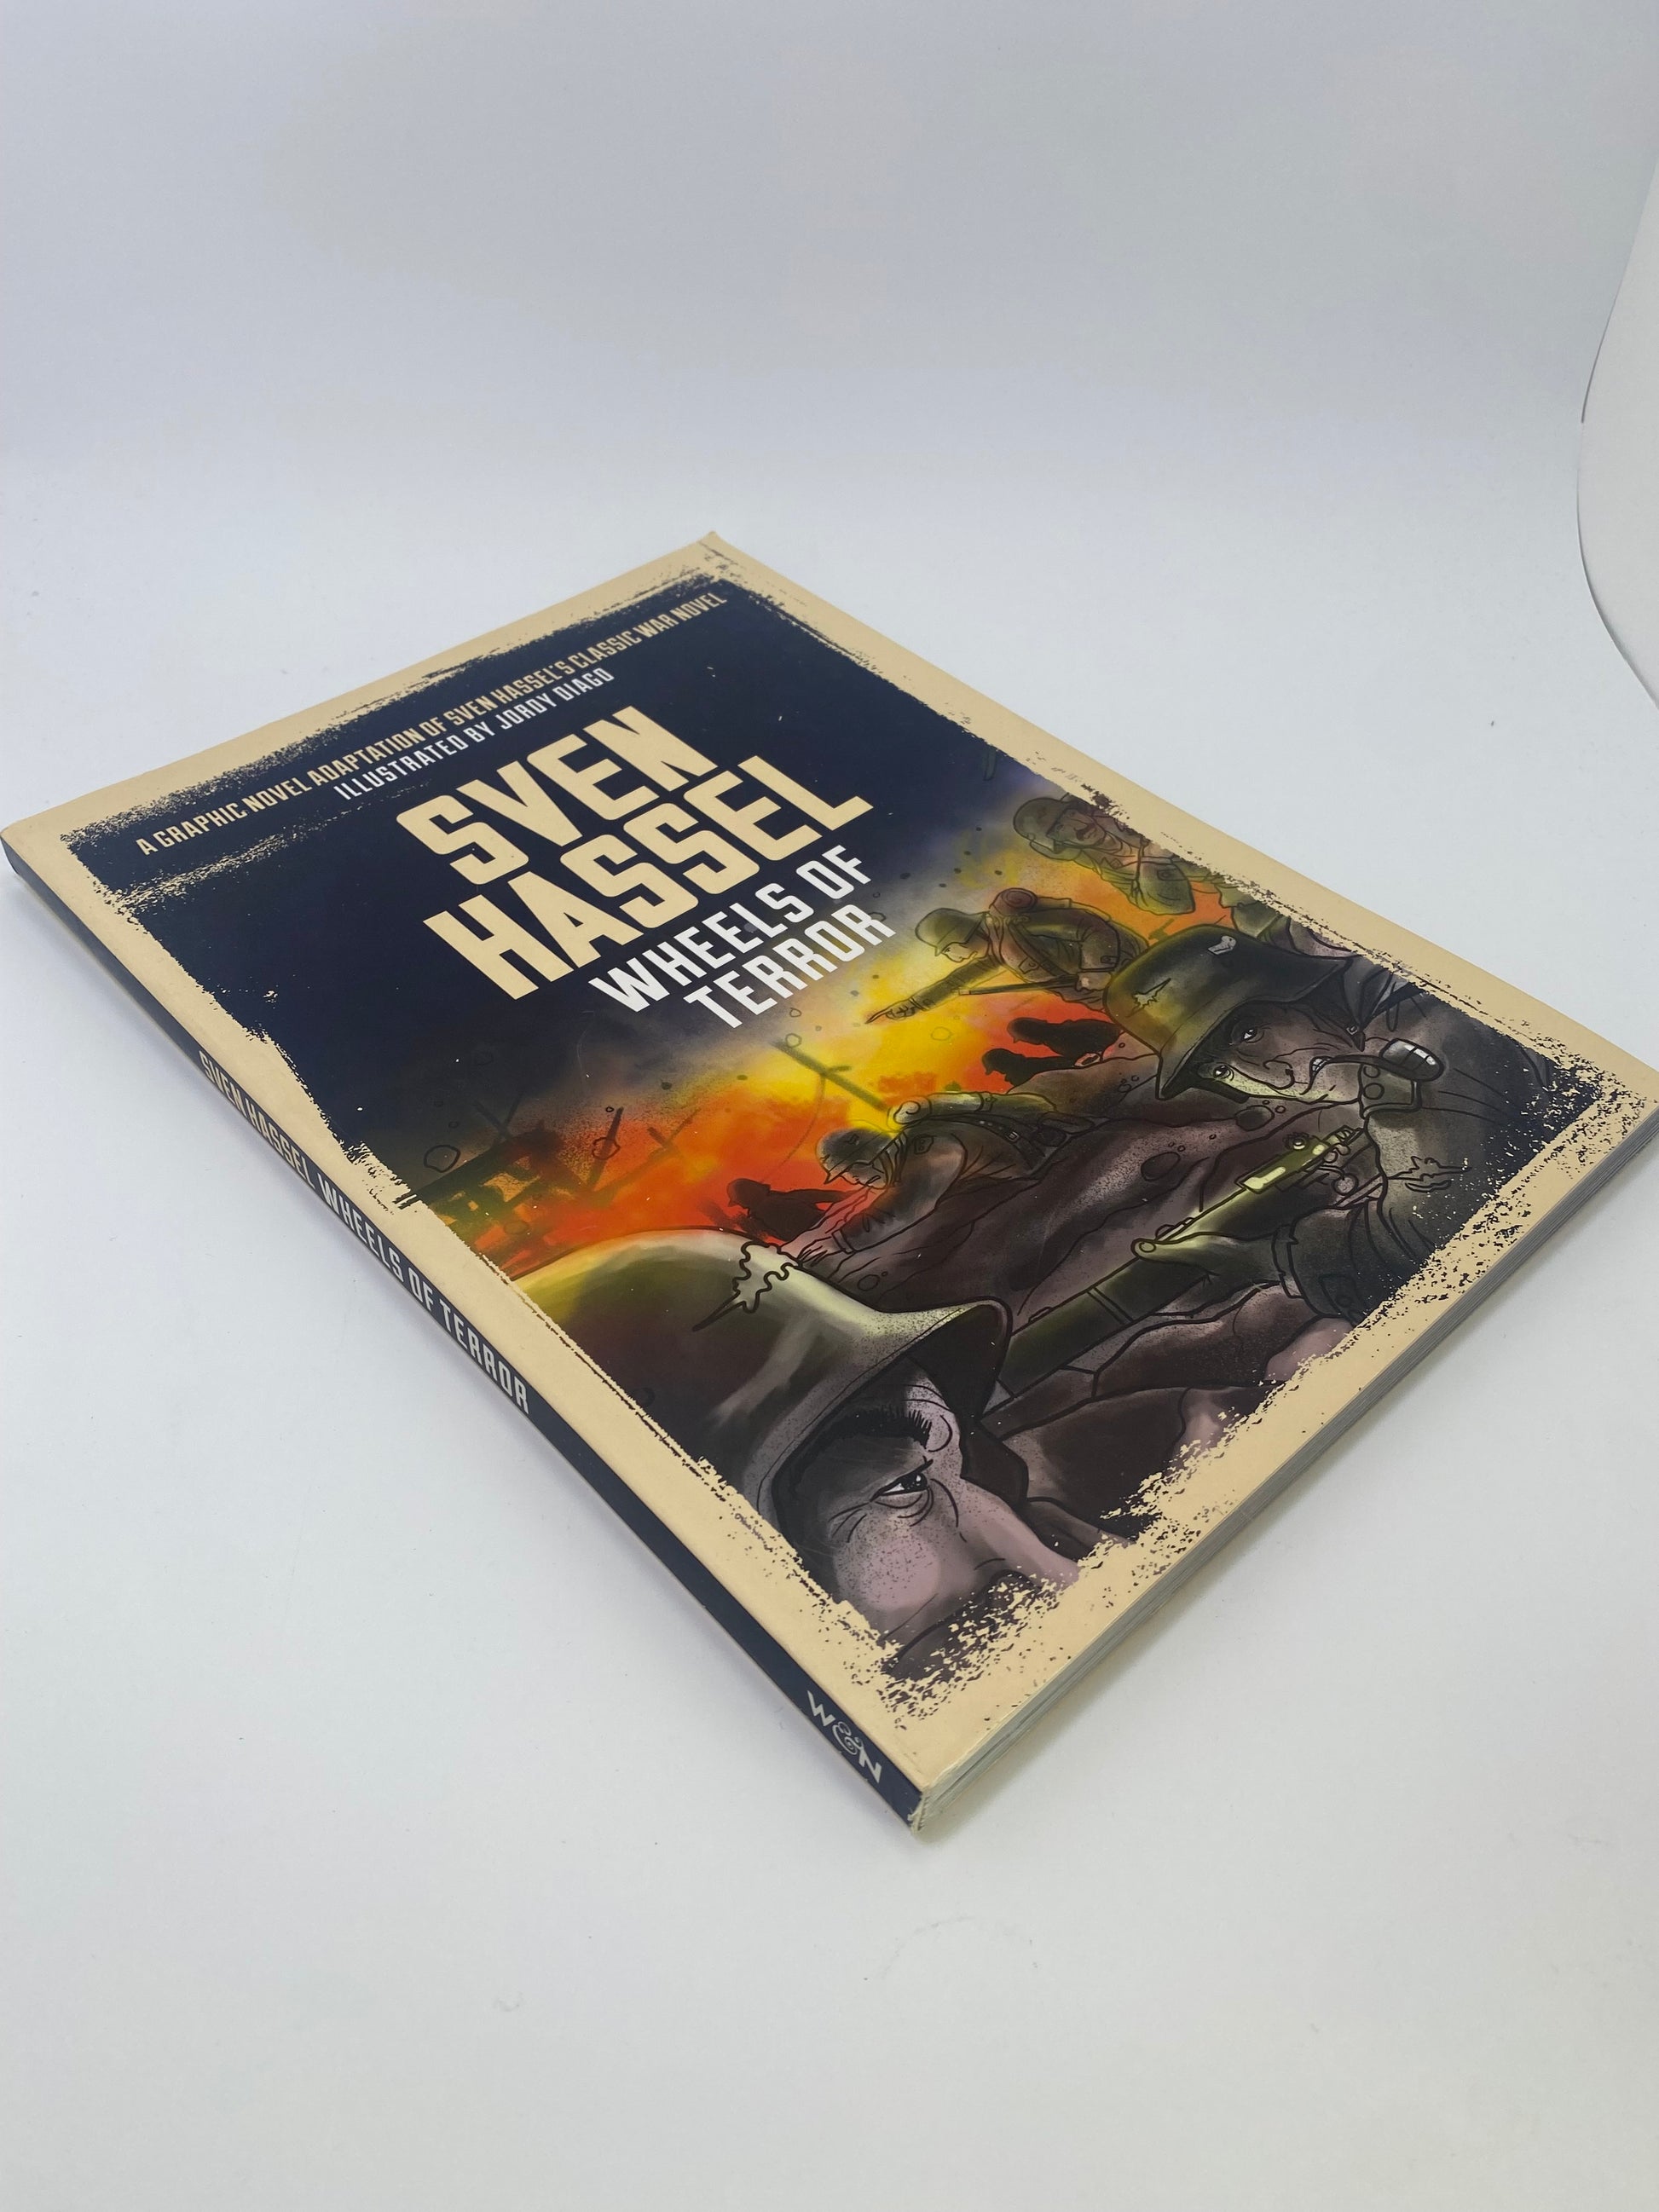 A GRAPHIC NOVEL ADAPTATION OF SVEN HASSEL'S CLASSIC WAR NOVEL
ILLUSTRATED BY JORDY DIAGO
SVEN
HASSEL
WHEELS OF
TERROR
SVEN HASSEL WHEELS OF TERROR
W&N